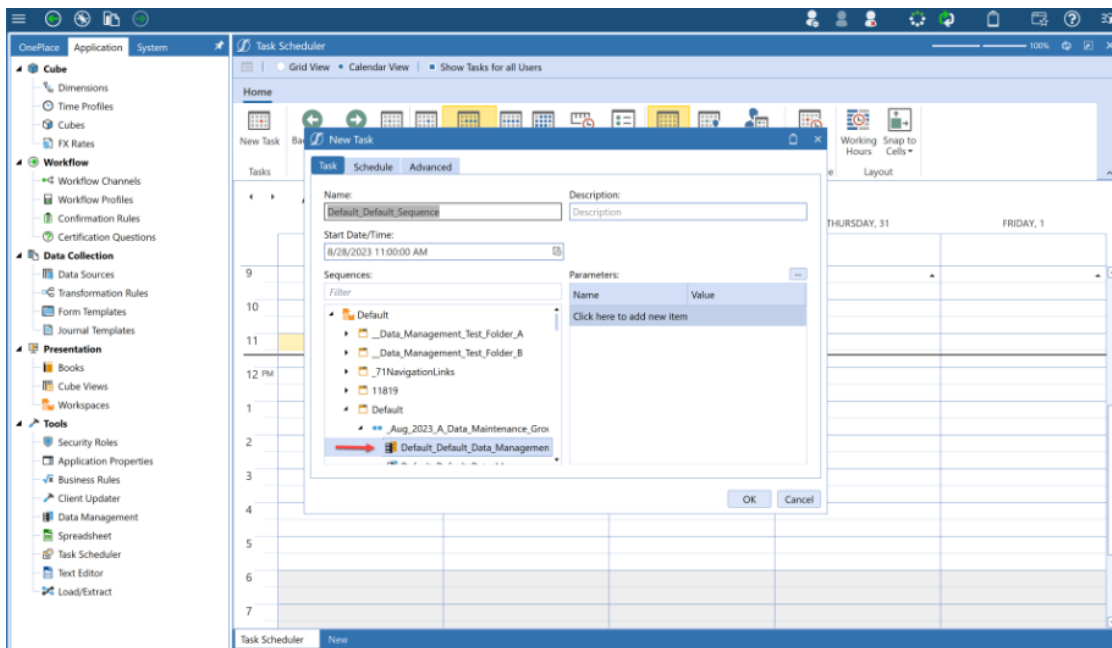 OnePlace Application System
Task Scheduler
100%
Grid View Calendar View Show Tasks for all Users
Home
New Task
Working Hours
Snap to Cells
Tasks
Layout
Cube
Dimensions
Time Profiles
Cubes
FX Rates
Workflow
Workflow Channels
Workflow Profiles
Confirmation Rules
Certification Questions
Data Collection
Data Sources
Transformation Rules
Form Templates
Journal Templates
Presentation
Books
Cube Views
Workspaces
Tools
Security Roles
Application Properties
Business Rules
Client Updater
Data Management
Spreadsheet
Task Scheduler
Text Editor
Load/Extract
New Task
Task Schedule Advanced
Name:
Default_Default_Sequence
Description:
Description
Start Date/Time:
8/28/2023 11:00:00 AM
Sequences:
Filter
Default
__Data_Management_Test_Folder_A
__Data_Management_Test_Folder_B
_71NavigationLinks
11819
Default
_Aug_2023_A_Data_Maintenance_Grou
Default_Default_Data_Managemen
Parameters:
Name Value
Click here to add new item
OK Cancel
THURSDAY, 31
FRIDAY, 1
9
10
11
12 PM
1
2
3
4
5
6
7
Task Scheduler New